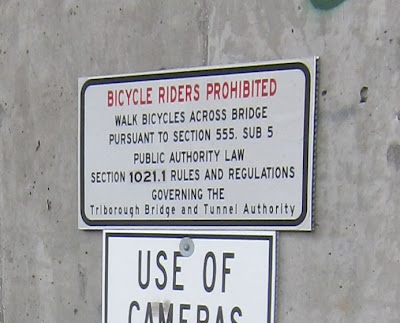 BICYCLE RIDERS PROHIBITED
WALK BICYCLES ACROSS BRIDGE
PURSUANT TO SECTION 555. SUB 5
PUBLIC AUTHORITY LAW
SECTION 1021.1 RULES AND REGULATIONS
GOVERNING THE
Triborough Bridge and Tunnel Authority
USE OF
CAMERAS